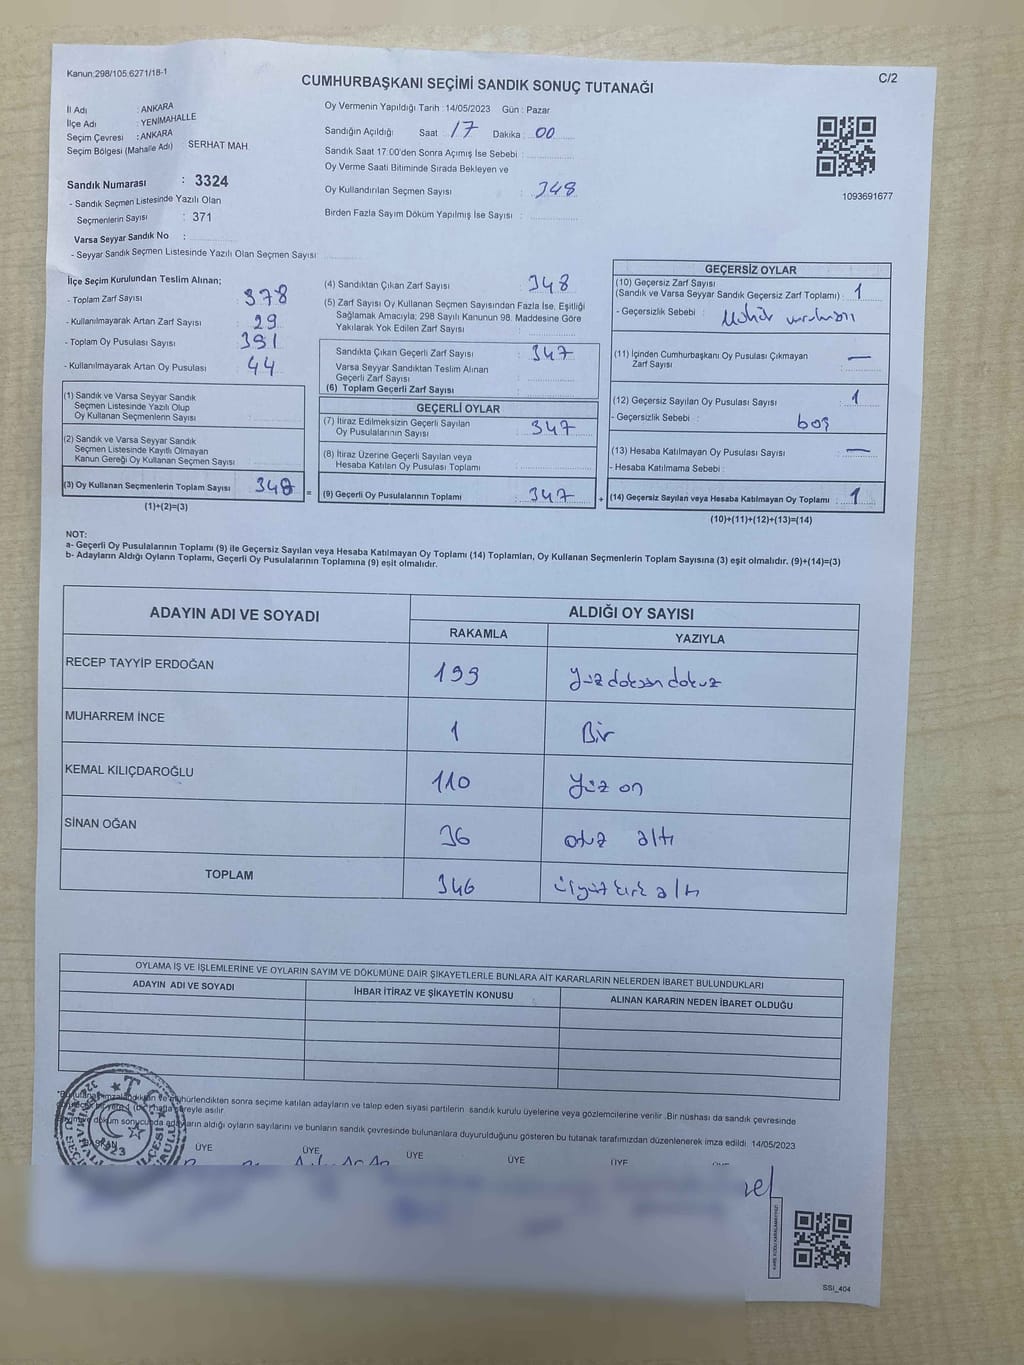 Kanun:298/105.6271/18-1
CUMHURBAŞKANI SEÇİMİ SANDIK SONUÇ TUTANAĞI
C/2
İl Adı : ANKARA
İlçe Adı : YENİMAHALLE
Seçim Çevresi : ANKARA
Seçim Bölgesi (Mahalle Adı) SERHAT MAH.
Sandık Numarası : 3324
- Sandık Seçmen Listesinde Yazılı Olan
Seçmenlerin Sayısı : 371
Varsa Seyyar Sandık No :
- Seyyar Sandık Seçmen Listesinde Yazılı Olan Seçmen Sayısı
Oy Vermenin Yapıldığı Tarih : 14/05/2023 Gün : Pazar
Sandığın Açıldığı Saat : 17 Dakika : 00
Sandık Saat 17:00'den Sonra Açımış İse Sebebi :
Oy Verme Saati Bitiminde Sırada Bekleyen ve
Oy Kullandırılan Seçmen Sayısı : 348
Birden Fazla Sayım Döküm Yapılmış İse Sayısı :
1093691677
İlçe Seçim Kurulundan Teslim Alınan;
- Toplam Zarf Sayısı 378
- Kullanılmayarak Artan Zarf Sayısı 29
- Toplam Oy Pusulası Sayısı 391
- Kullanılmayarak Artan Oy Pusulası 44
(1) Sandık ve Varsa Seyyar Sandık
Seçmen Listesinde Yazılı Olup
Oy Kullanan Seçmenlerin Sayısı
(2) Sandık ve Varsa Seyyar Sandık
Seçmen Listesinde Kayıtlı Olmayan
Kanun Gereği Oy Kullanan Seçmen Sayısı
(3) Oy Kullanan Seçmenlerin Toplam Sayısı 348
(1)+(2)=(3)
=
(4) Sandıktan Çıkan Zarf Sayısı : 348
(5) Zarf Sayısı Oy Kullanan Seçmen Sayısından Fazla İse, Eşitliği
Sağlamak Amacıyla; 298 Sayılı Kanunun 98. Maddesine Göre
Yakılarak Yok Edilen Zarf Sayısı
Sandıkta Çıkan Geçerli Zarf Sayısı : 347
Varsa Seyyar Sandıktan Teslim Alınan
Geçerli Zarf Sayısı
(6) Toplam Geçerli Zarf Sayısı
GEÇERLİ OYLAR
(7) İtiraz Edilmeksizin Geçerli Sayılan
Oy Pusulalarının Sayısı : 347
(8) İtiraz Üzerine Geçerli Sayılan veya
Hesaba Katılan Oy Pusulası Toplamı
(9) Geçerli Oy Pusulalarının Toplamı : 347
+
GEÇERSİZ OYLAR
(10) Geçersiz Zarf Sayısı
(Sandık ve Varsa Seyyar Sandık Geçersiz Zarf Toplamı) : 1
- Geçersizlik Sebebi : Mühür
(11) İçinden Cumhurbaşkanı Oy Pusulası Çıkmayan
Zarf Sayısı : —
(12) Geçersiz Sayılan Oy Pusulası Sayısı : 1
- Geçersizlik Sebebi : boş
(13) Hesaba Katılmayan Oy Pusulası Sayısı : —
- Hesaba Katılmama Sebebi :
(14) Geçersiz Sayılan veya Hesaba Katılmayan Oy Toplamı : 1
(10)+(11)+(12)+(13)=(14)
NOT:
a- Geçerli Oy Pusulalarının Toplamı (9) ile Geçersiz Sayılan veya Hesaba Katılmayan Oy Toplamı (14) Toplamları, Oy Kullanan Seçmenlerin Toplam Sayısına (3) eşit olmalıdır. (9)+(14)=(3)
b- Adayların Aldığı Oyların Toplamı, Geçerli Oy Pusulalarının Toplamına (9) eşit olmalıdır.
ADAYIN ADI VE SOYADI
ALDIĞI OY SAYISI
RAKAMLA YAZIYLA
RECEP TAYYİP ERDOĞAN 199 yüzdoksandokuz
MUHARREM İNCE 1 Bir
KEMAL KILIÇDAROĞLU 110 yüz on
SİNAN OĞAN 36 otuz altı
TOPLAM 346 üçyüz kırk altı
OYLAMA İŞ VE İŞLEMLERİNE VE OYLARIN SAYIM VE DÖKÜMÜNE DAİR ŞİKAYETLERLE BUNLARA AİT KARARLARIN NELERDEN İBARET BULUNDUKLARI
ADAYIN ADI VE SOYADI İHBAR İTİRAZ VE ŞİKAYETİN KONUSU ALINAN KARARIN NEDEN İBARET OLDUĞU
mühürlendikten sonra seçime katılan adayların ve talep eden siyasi partilerin sandık kurulu üyelerine veya gözlemcilerine verilir .Bir nüshası da sandık çevresinde
hafta süreyle asılır.
döküm sonucunda adayların aldığı oyların sayılarını ve bunların sandık çevresinde bulunanlara duyurulduğunu gösteren bu tutanak tarafımızdan düzenlenerek imza edildi. 14/05/2023
BAŞKAN ÜYE ÜYE ÜYE ÜYE ÜYE
SSI_404